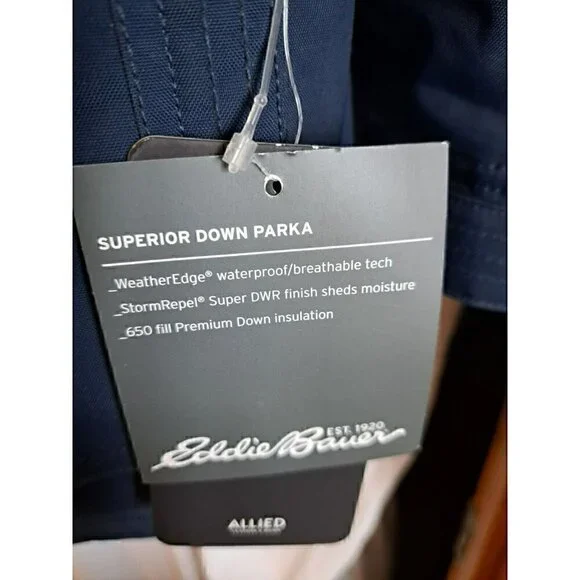 SUPERIOR DOWN PARKA
_WeatherEdge® waterproof/breathable tech
_StormRepel® Super DWR finish sheds moisture
_650 fill Premium Down insulation
EST. 1920
Eddie Bauer
ALLIED